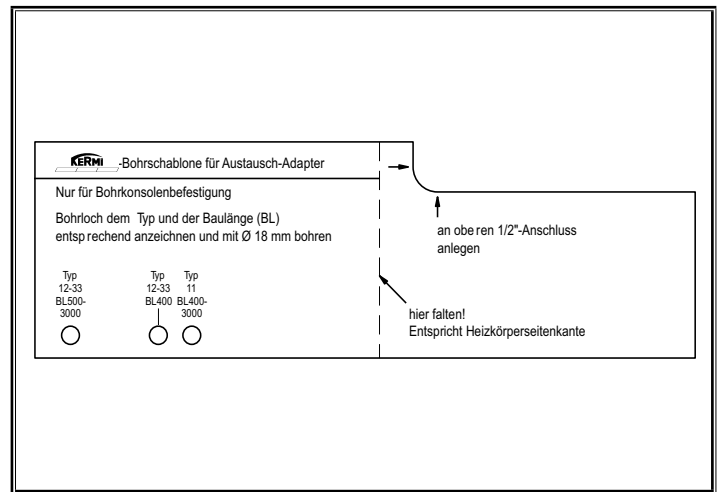 KERMI -Bohrschablone für Austausch-Adapter
Nur für Bohrkonsolenbefestigung
Bohrloch dem Typ und der Baulänge (BL)
entsprechend anzeichnen und mit Ø 18 mm bohren
Typ
12-33
BL500-
3000
Typ
12-33
BL400
Typ
11
BL400-
3000
an oberen 1/2"-Anschluss
anlegen
hier falten!
Entspricht Heizkörperseitenkante